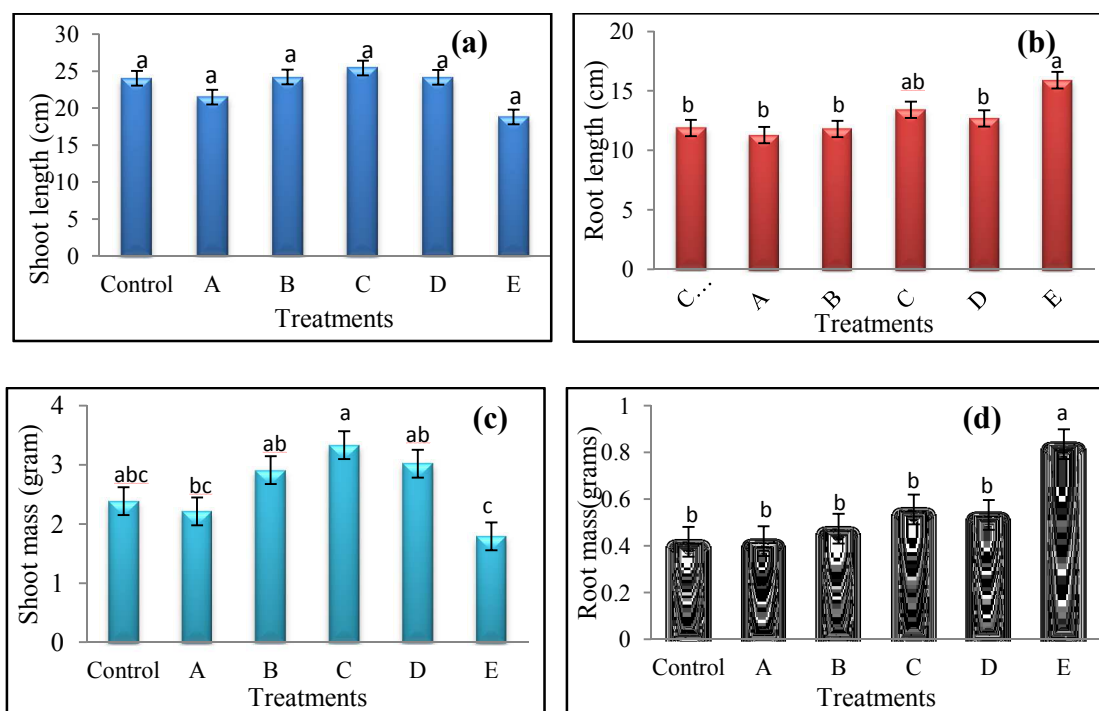 (a)
Shoot length (cm)
30
25
20
15
10
5
0
a a a a a a
Control A B C D E
Treatments
(b)
Root length (cm)
20
15
10
5
0
b b b ab b a
C... A B C D E
Treatments
(c)
Shoot mass (gram)
4
3
2
1
0
abc bc ab a ab c
Control A B C D E
Treatments
(d)
Root mass(grams)
1
0.8
0.6
0.4
0.2
0
b b b b b a
Control A B C D E
Treatments